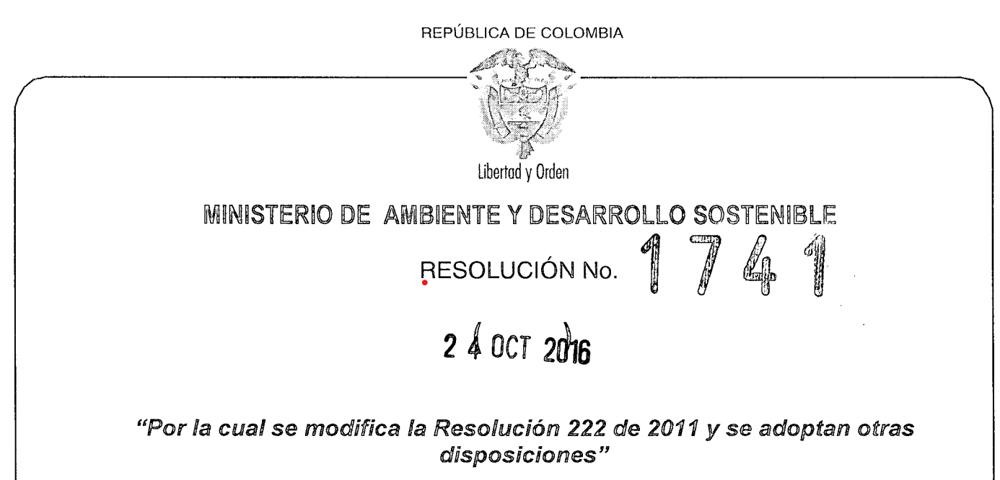 REPÚBLICA DE COLOMBIA
Libertad y Orden
MINISTERIO DE AMBIENTE Y DESARROLLO SOSTENIBLE
RESOLUCIÓN No. 1741
24 OCT 2016
“Por la cual se modifica la Resolución 222 de 2011 y se adoptan otras
disposiciones”